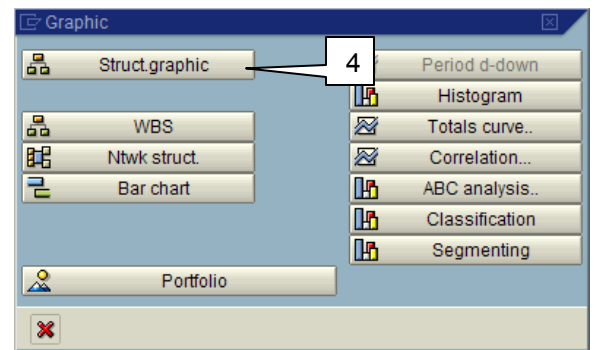 Graphic
Struct.graphic
4
Period d-down
Histogram
WBS
Totals curve..
Ntwk struct.
Correlation...
Bar chart
ABC analysis..
Classification
Segmenting
Portfolio